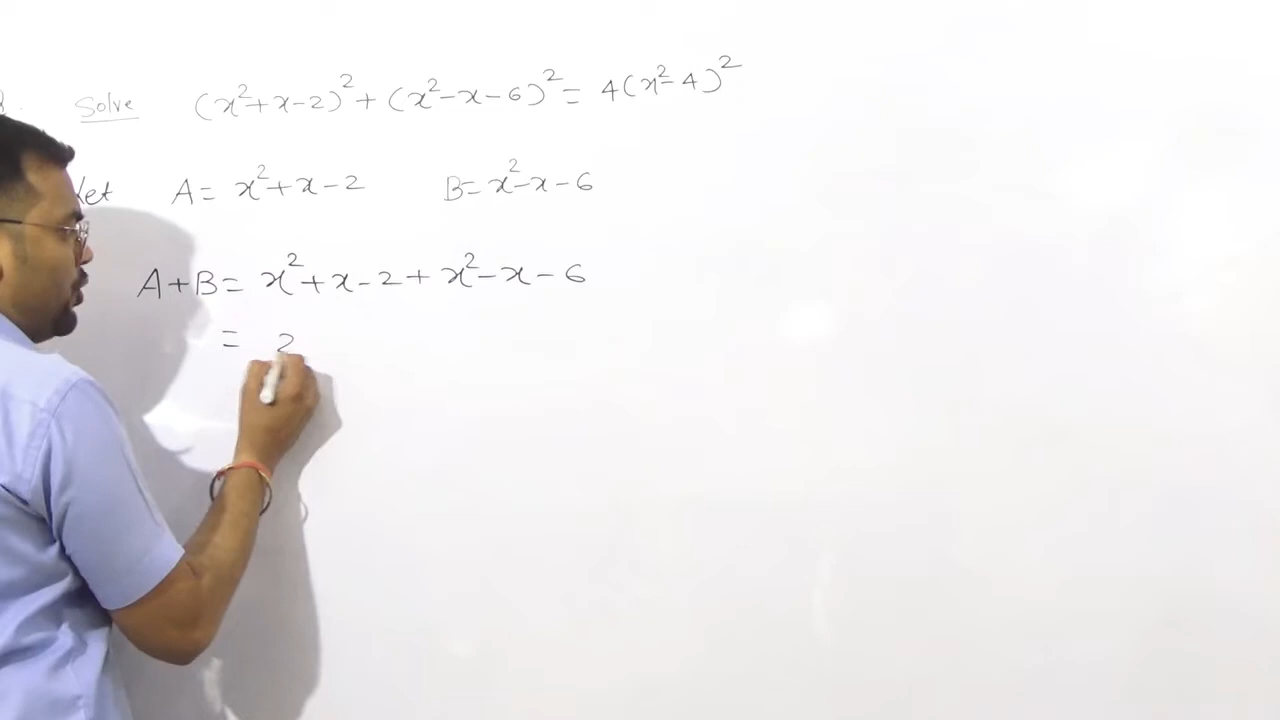 Solve (x²+x-2)²+(x²-x-6)²= 4(x²-4)²
A= x²+x-2 B= x²-x-6
A+B= x²+x-2+x²-x-6
= 2